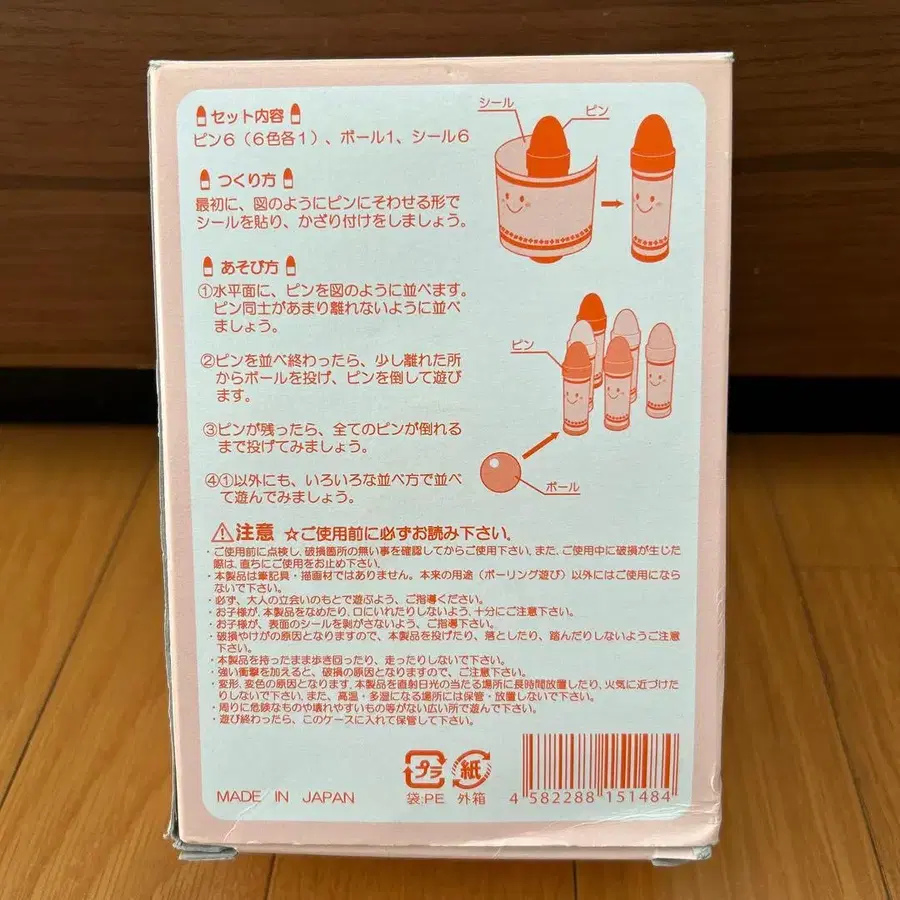 セット内容
ピン6(6色各1)、ボール1、シール6
つくり方
最初に、図のようにピンにそわせる形で
シールを貼り、かざり付けをしましょう。
シール
ピン
あそび方
①水平面に、ピンを図のように並べます。
ピン同士があまり離れないように並べ
ましょう。
②ピンを並べ終わったら、少し離れた所
からボールを投げ、ピンを倒して遊び
ます。
③ピンが残ったら、全てのピンが倒れる
まで投げてみましょう。
④①以外にも、いろいろな並べ方で並べ
て遊んでみましょう。
ピン
ボール
⚠注意 ☆ご使用前に必ずお読み下さい。
・ご使用前に点検し、破損箇所の無い事を確認してからご使用下さい。また、ご使用中に破損が生じた
際は、直ちにご使用をお止め下さい。
・本製品は筆記具・描画材ではありません。本来の用途(ボーリング遊び)以外にはご使用になら
ないで下さい。
・必ず、大人の立会いのもとで遊ぶよう、ご指導ください。
・お子様が、本製品をなめたり、口にいれたりしないよう、十分にご注意下さい。
・お子様が、表面のシールを剥がさないよう、ご指導下さい。
・破損やけがの原因となりますので、本製品を投げたり、落としたり、踏んだりしないようご注意
下さい。
・本製品を持ったまま歩き回ったり、走ったりしないで下さい。
・強い衝撃を加えると、破損の原因となりますので、ご注意下さい。
・変形、変色の原因となります。本製品を直射日光の当たる場所に長時間放置したり、火気に近づけた
りしないで下さい。また、高温・多湿になる場所には保管・放置しないで下さい。
・周りに危険なものや壊れやすいもの等がない広い所で遊んで下さい。
・遊び終わったら、このケースに入れて保管して下さい。
MADE IN JAPAN
プラ
袋:PE
紙
外箱
4 582288 151484